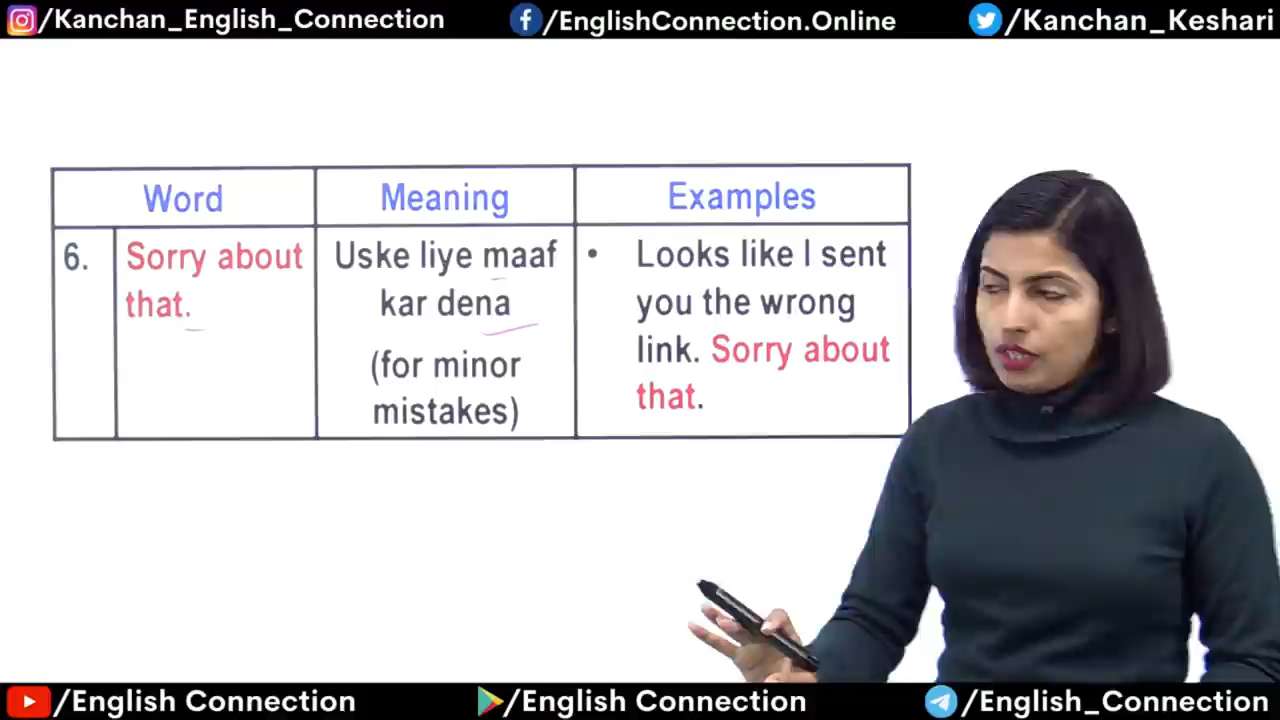 /Kanchan_English_Connection
/EnglishConnection.Online
/Kanchan_Keshari
Word
Meaning
Examples
6.
Sorry about
that.
Uske liye maaf
kar dena
(for minor
mistakes)
• Looks like I sent
you the wrong
link. Sorry about
that.
/English Connection
/English Connection
/English_Connection